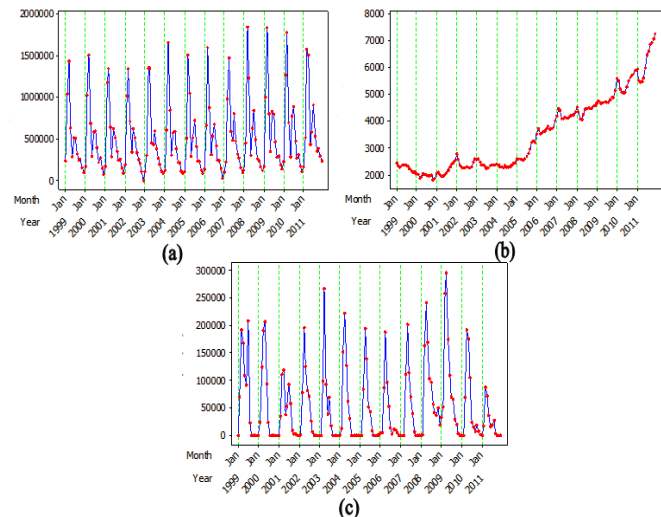 2000000
1500000
1000000
500000
0
Month Jan Jan Jan Jan Jan Jan Jan Jan Jan Jan Jan Jan Jan
Year 1999 2000 2001 2002 2003 2004 2005 2006 2007 2008 2009 2010 2011
(a)
8000
7000
6000
5000
4000
3000
2000
Month Jan Jan Jan Jan Jan Jan Jan Jan Jan Jan Jan Jan Jan
Year 1999 2000 2001 2002 2003 2004 2005 2006 2007 2008 2009 2010 2011
(b)
300000
250000
200000
150000
100000
50000
0
Month Jan Jan Jan Jan Jan Jan Jan Jan Jan Jan Jan Jan Jan
Year 1999 2000 2001 2002 2003 2004 2005 2006 2007 2008 2009 2010 2011
(c)